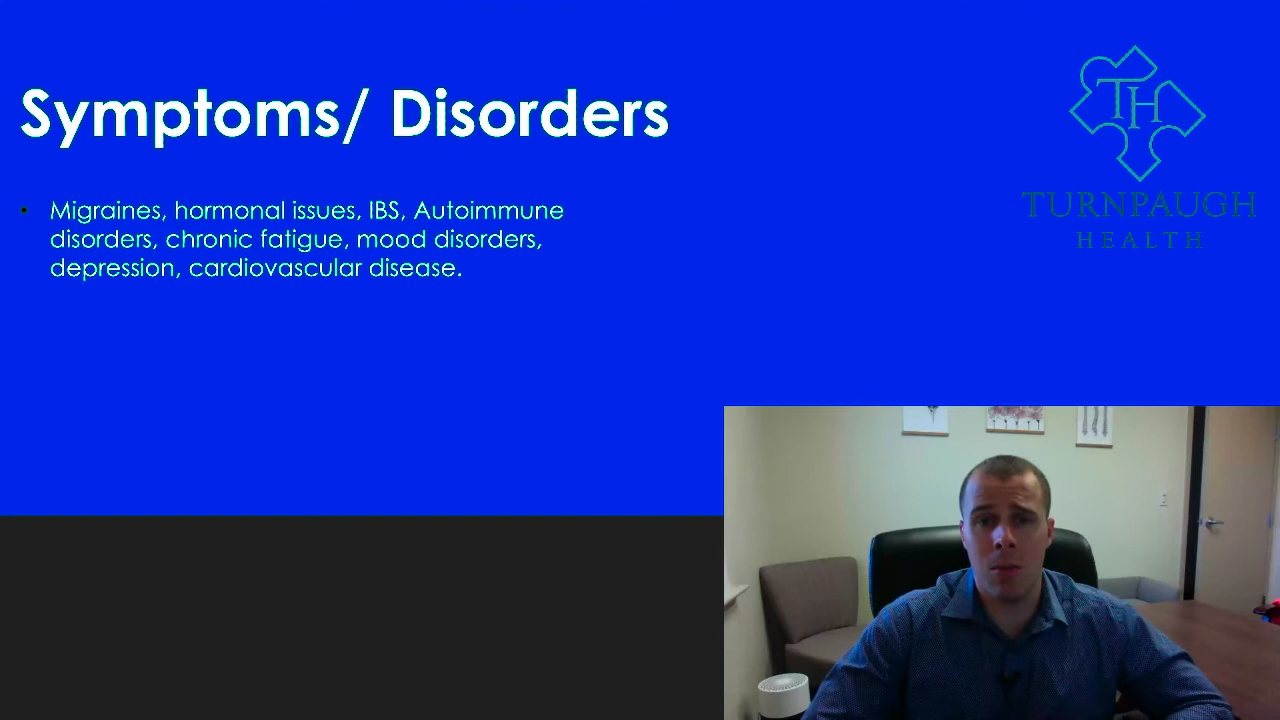 Symptoms/ Disorders
• Migraines, hormonal issues, IBS, Autoimmune
disorders, chronic fatigue, mood disorders,
depression, cardiovascular disease.
TH
TURNPAUGH
HEALTH